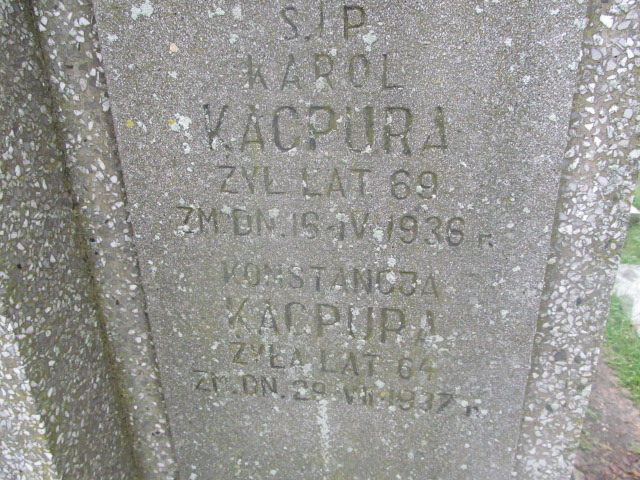 Ś.P.
KAROL
KACPURA
ŻYŁ LAT 69
ZM. DN. 16-IV-1936 r.
KONSTANCJA
KACPURA
ŻYŁA LAT 64
ZM. DN. 29-VII-1937 r.